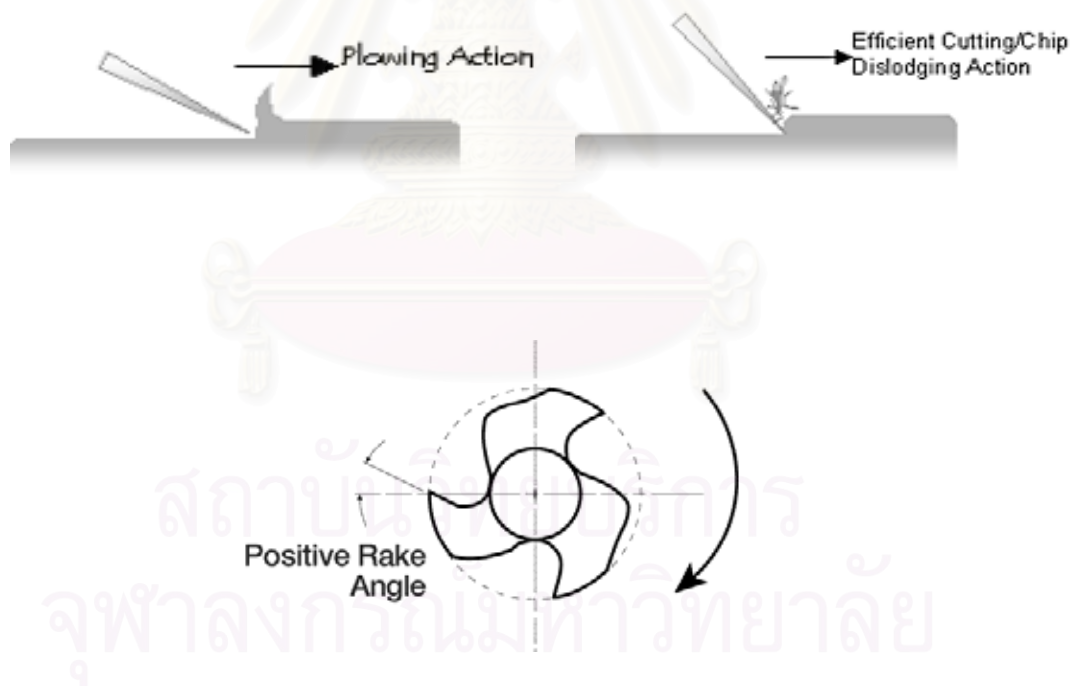 Plowing Action
Efficient Cutting/Chip
Dislodging Action
Positive Rake
Angle
สถาบันวิทยบริการ
จุฬาลงกรณ์มหาวิทยาลัย